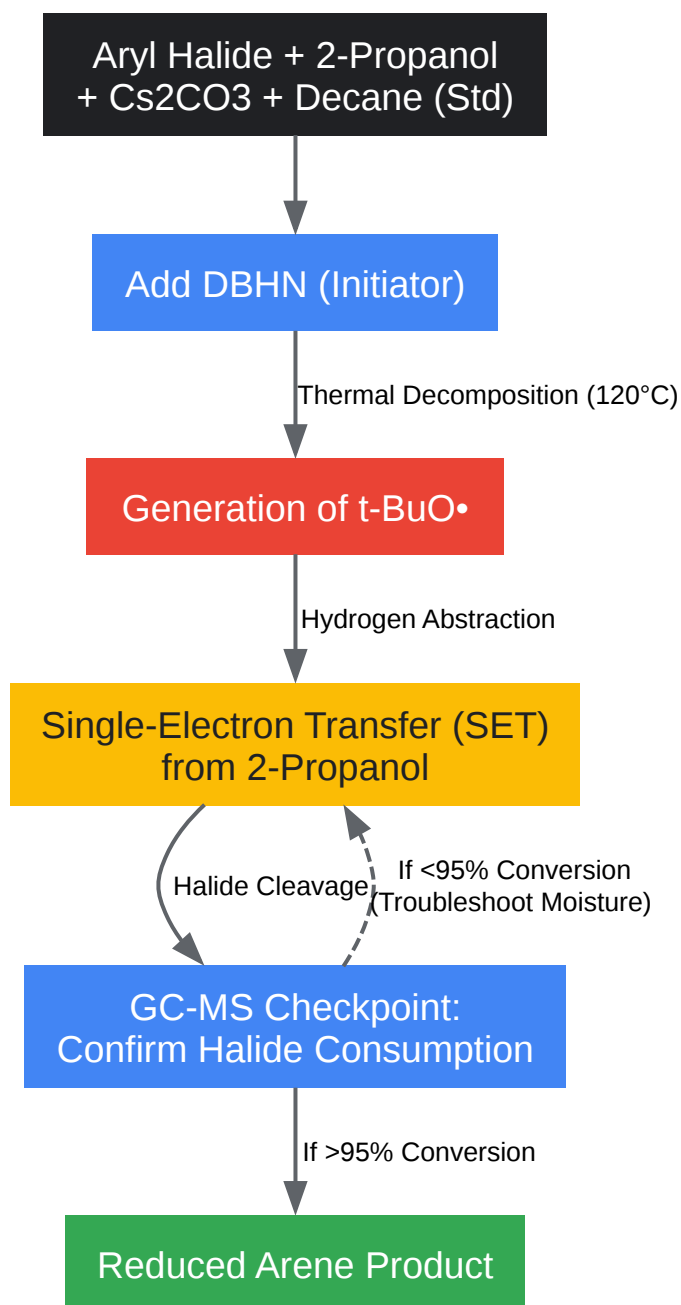 Aryl Halide + 2-Propanol
+ Cs2CO3 + Decane (Std)
Add DBHN (Initiator)
Thermal Decomposition (120°C)
Generation of t-BuO•
Hydrogen Abstraction
Single-Electron Transfer (SET)
from 2-Propanol
Halide Cleavage
If <95% Conversion
(Troubleshoot Moisture)
GC-MS Checkpoint:
Confirm Halide Consumption
If >95% Conversion
Reduced Arene Product